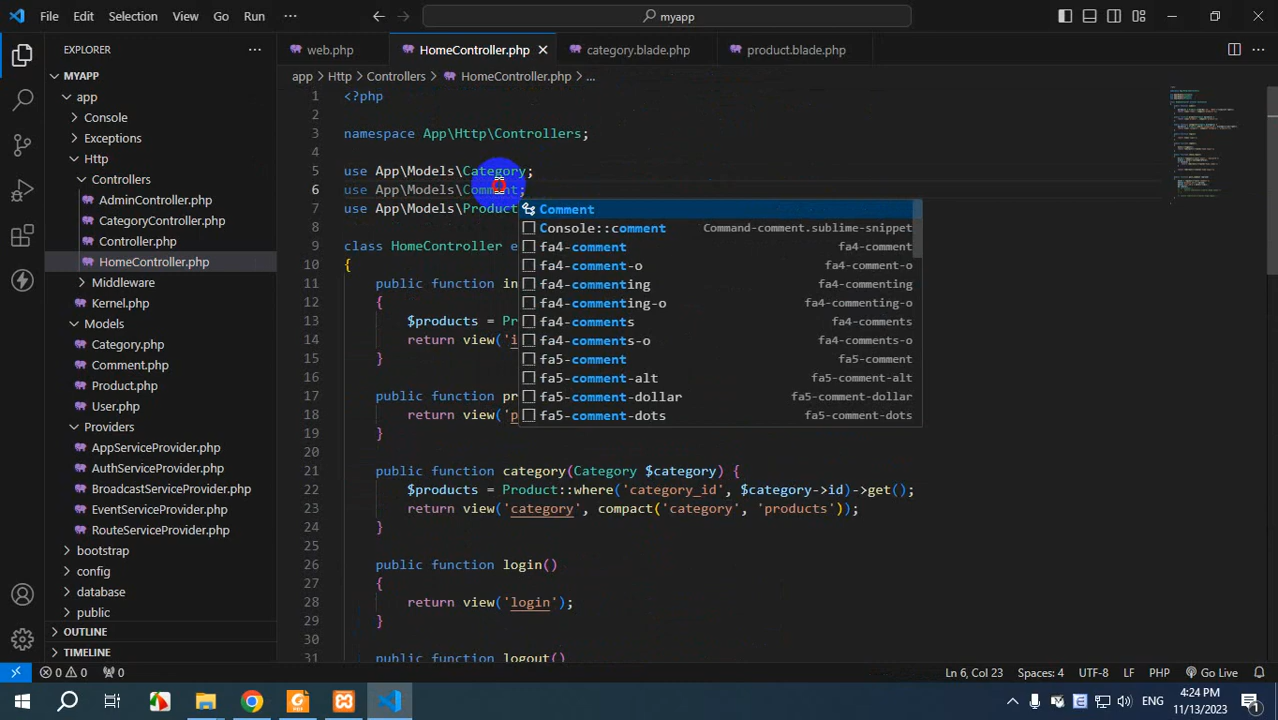 File Edit Selection View Go Run ··· myapp
EXPLORER ···
web.php HomeController.php category.blade.php product.blade.php
app > Http > Controllers > HomeController.php > ...
MYAPP
app
Console
Exceptions
Http
Controllers
AdminController.php
CategoryController.php
Controller.php
HomeController.php
Middleware
Kernel.php
Models
Category.php
Comment.php
Product.php
User.php
Providers
AppServiceProvider.php
AuthServiceProvider.php
BroadcastServiceProvider.php
EventServiceProvider.php
RouteServiceProvider.php
bootstrap
config
database
public
OUTLINE
TIMELINE
1 <?php
2
3 namespace App\Http\Controllers;
4
5 use App\Models\Category;
6 use App\Models\Comment;
7 use App\Models\Product
8
9 class HomeController e
10 {
11 public function in
12 {
13 $products = Pr
14 return view('i
15 }
16
17 public function pr
18 return view('p
19 }
20
21 public function category(Category $category) {
22 $products = Product::where('category_id', $category->id)->get();
23 return view('category', compact('category', 'products'));
24 }
25
26 public function login()
27 {
28 return view('login');
29 }
30
31 public function logout()
Comment
Console::comment Command-comment.sublime-snippet
fa4-comment fa4-comment
fa4-comment-o fa4-comment-o
fa4-commenting fa4-commenting
fa4-commenting-o fa4-commenting-o
fa4-comments fa4-comments
fa4-comments-o fa4-comments-o
fa5-comment fa5-comment
fa5-comment-alt fa5-comment-alt
fa5-comment-dollar fa5-comment-dollar
fa5-comment-dots fa5-comment-dots
0 0 0 Ln 6, Col 23 Spaces: 4 UTF-8 LF PHP Go Live
ENG 4:24 PM
11/13/2023